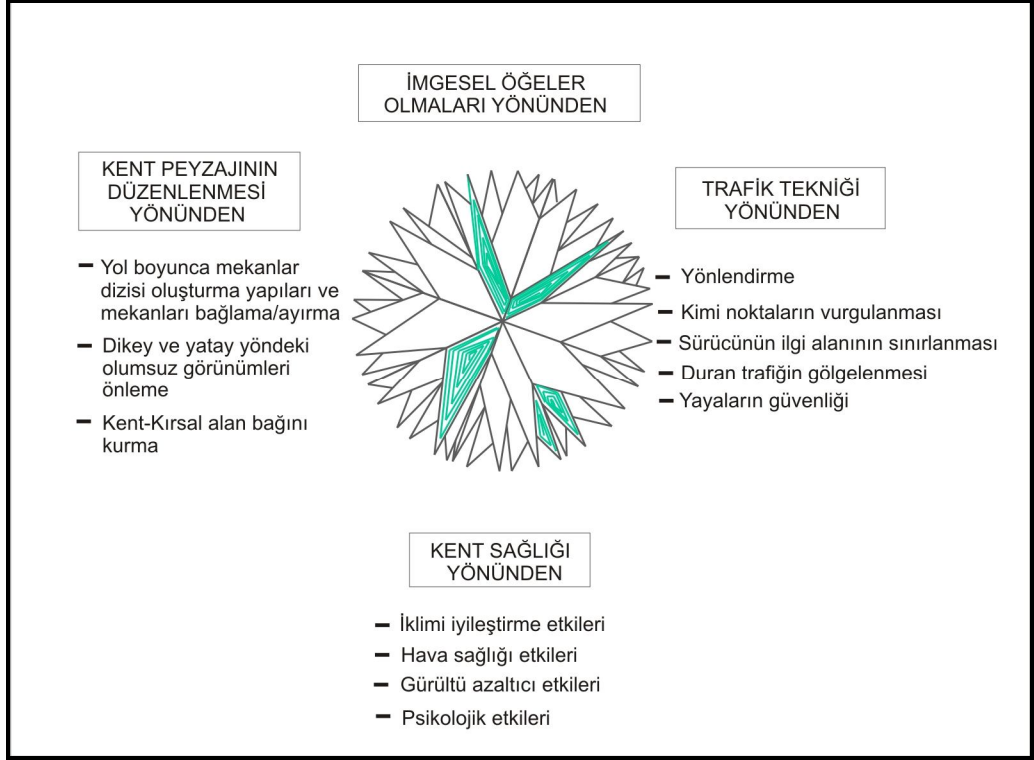 İMGESEL ÖĞELER
OLMALARI YÖNÜNDEN
KENT PEYZAJININ
DÜZENLENMESİ
YÖNÜNDEN
– Yol boyunca mekanlar
dizisi oluşturma yapıları ve
mekanları bağlama/ayırma
– Dikey ve yatay yöndeki
olumsuz görünümleri
önleme
– Kent-Kırsal alan bağını
kurma
TRAFİK TEKNİĞİ
YÖNÜNDEN
– Yönlendirme
– Kimi noktaların vurgulanması
– Sürücünün ilgi alanının sınırlanması
– Duran trafiğin gölgelenmesi
– Yayaların güvenliği
KENT SAĞLIĞI
YÖNÜNDEN
– İklimi iyileştirme etkileri
– Hava sağlığı etkileri
– Gürültü azaltıcı etkileri
– Psikolojik etkileri